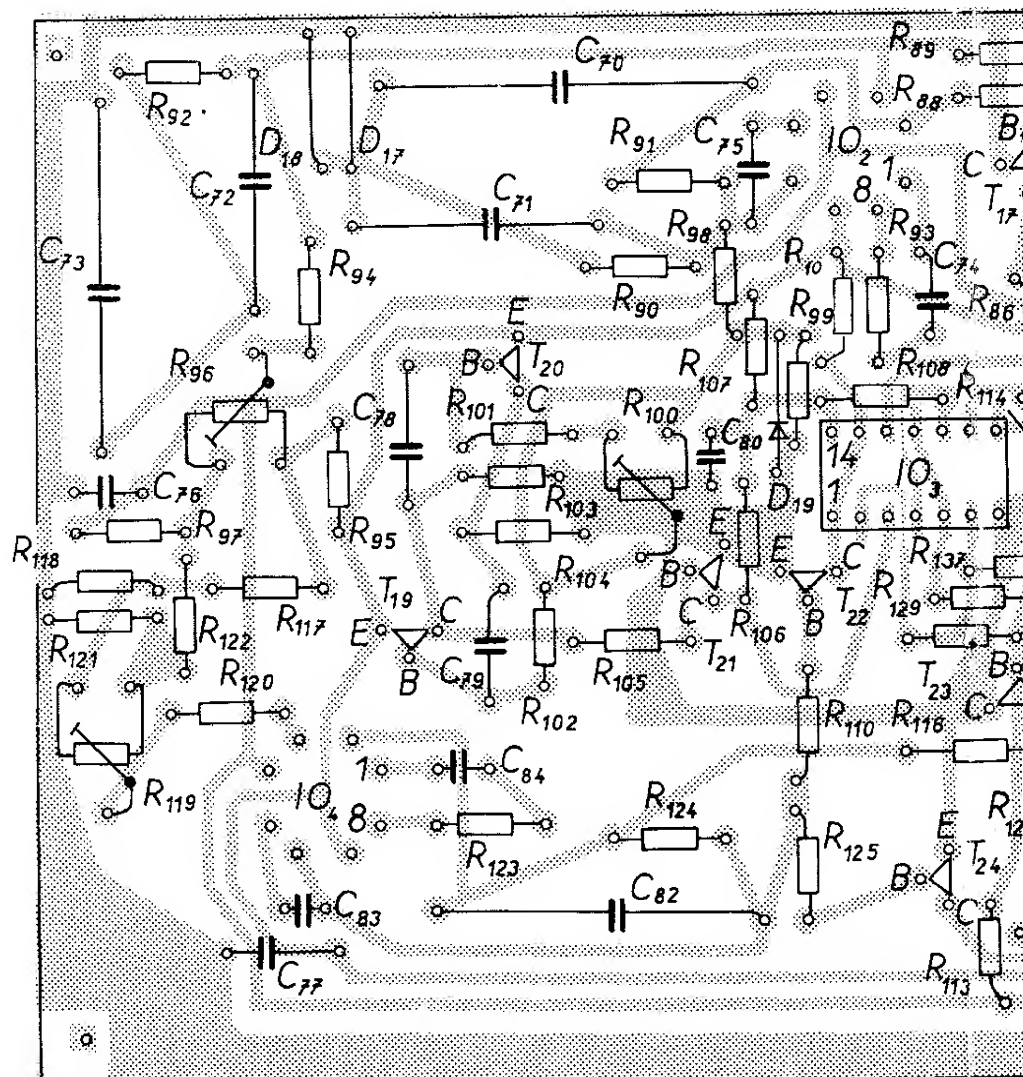 R89
C70
R92
R88
B
D18
D17
R91
C75
IO2
C
1
T17
C72
C71
8
C73
R98
R93
R94
R10
C74
R90
R99
R86
E
R96
B
T20
R107
R108
C78
R101
C
R100
R114
C80
14
IO3
C76
R103
D19
1
R97
R95
E
R118
R104
B
E
C
R137
T19
C
T22
R129
R122
R117
E
C
R106
B
R121
T21
B
B
C79
R105
T23
R120
C
R102
R110
R116
1
C84
R119
IO4
8
R124
R12
R123
R125
E
T24
B
C83
C82
C
C77
R113